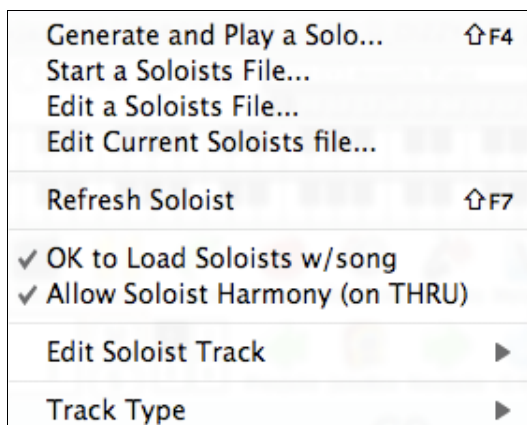 Generate and Play a Solo... ⇧F4
Start a Soloists File...
Edit a Soloists File...
Edit Current Soloists file...
Refresh Soloist ⇧F7
✓ OK to Load Soloists w/song
✓ Allow Soloist Harmony (on THRU)
Edit Soloist Track ▶
Track Type ▶